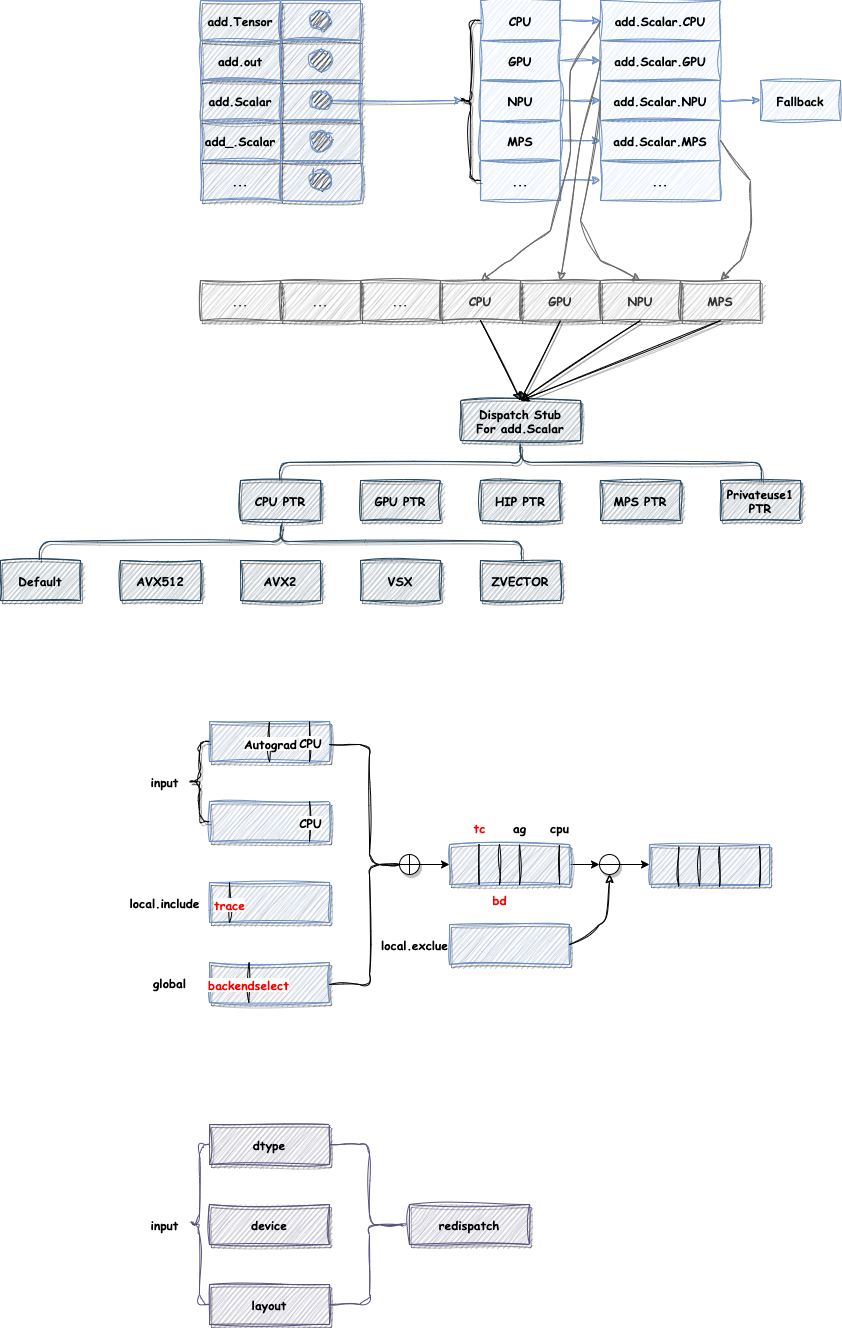 add.Tensor
CPU
add.Scalar.CPU
add.out
GPU
add.Scalar.GPU
add.Scalar
NPU
add.Scalar.NPU
Fallback
add_.Scalar
MPS
add.Scalar.MPS
...
...
...
...
...
...
CPU
GPU
NPU
MPS
Dispatch Stub
For add.Scalar
CPU PTR
GPU PTR
HIP PTR
MPS PTR
Privateuse1
PTR
Default
AVX512
AVX2
VSX
ZVECTOR
Autograd
CPU
input
CPU
tc
ag
cpu
local.include
trace
bd
local.exclue
global
backendselect
dtype
input
device
redispatch
layout